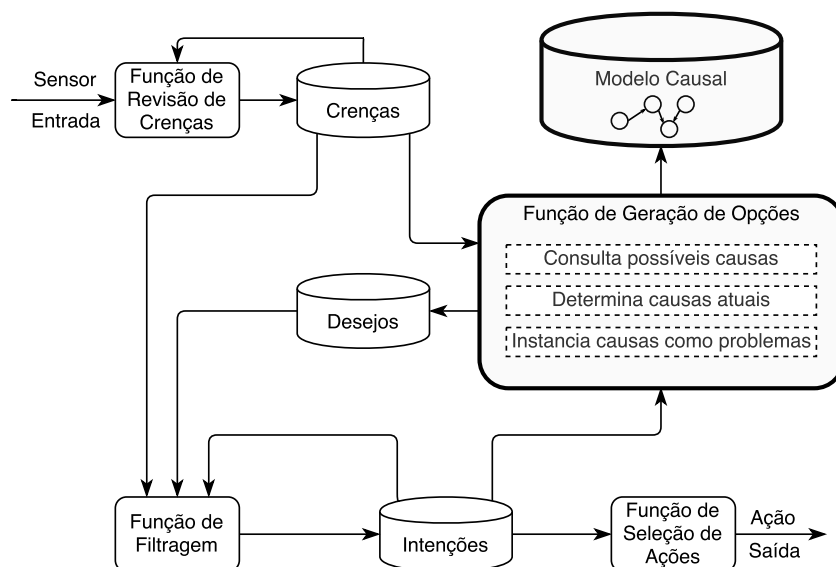 Sensor
Entrada
Função de
Revisão de
Crenças
Crenças
Modelo Causal
Função de Geração de Opções
Consulta possíveis causas
Determina causas atuais
Instancia causas como problemas
Desejos
Função de
Filtragem
Intenções
Função de
Seleção de
Ações
Ação
Saída